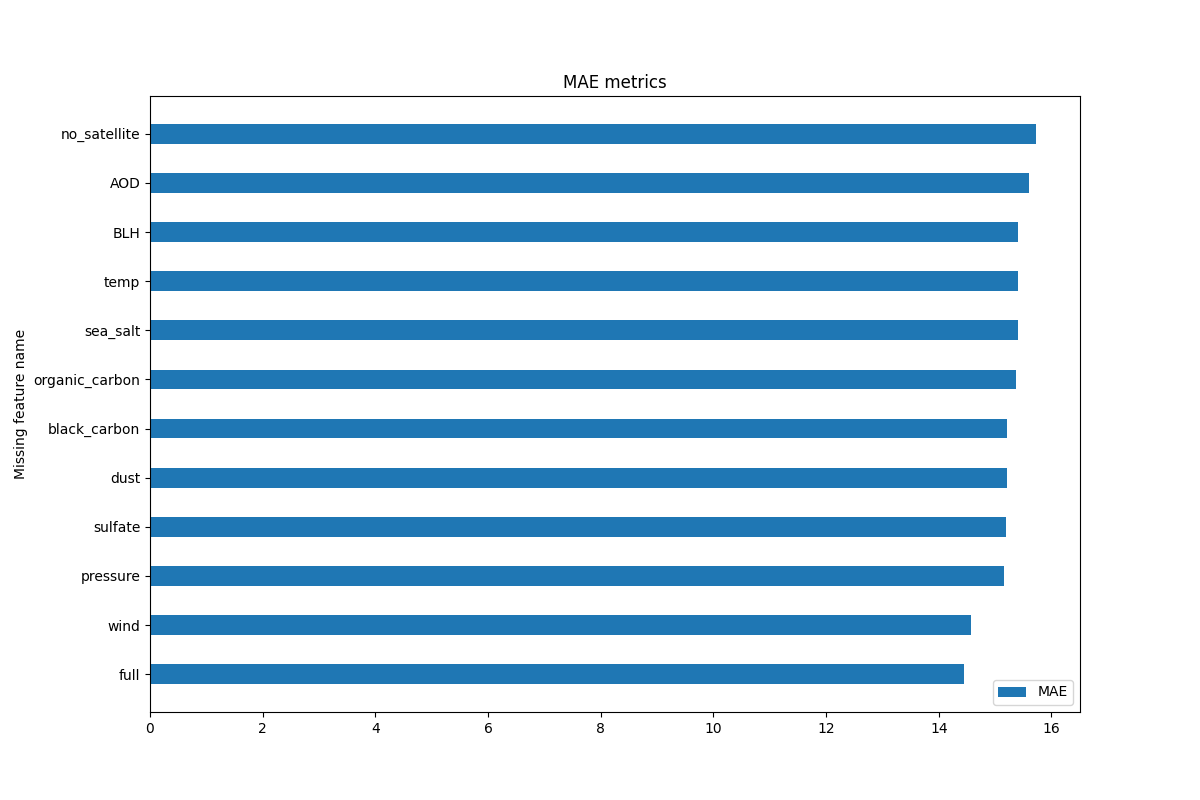 MAE metrics
no_satellite
AOD
BLH
temp
sea_salt
organic_carbon
black_carbon
dust
sulfate
pressure
wind
full
Missing feature name
0 2 4 6 8 10 12 14 16
MAE